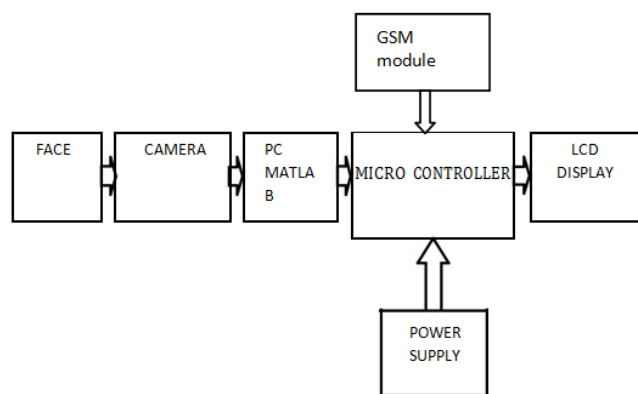 GSM
module
FACE
CAMERA
PC
MATLA
B
MICRO CONTROLLER
LCD
DISPLAY
POWER
SUPPLY